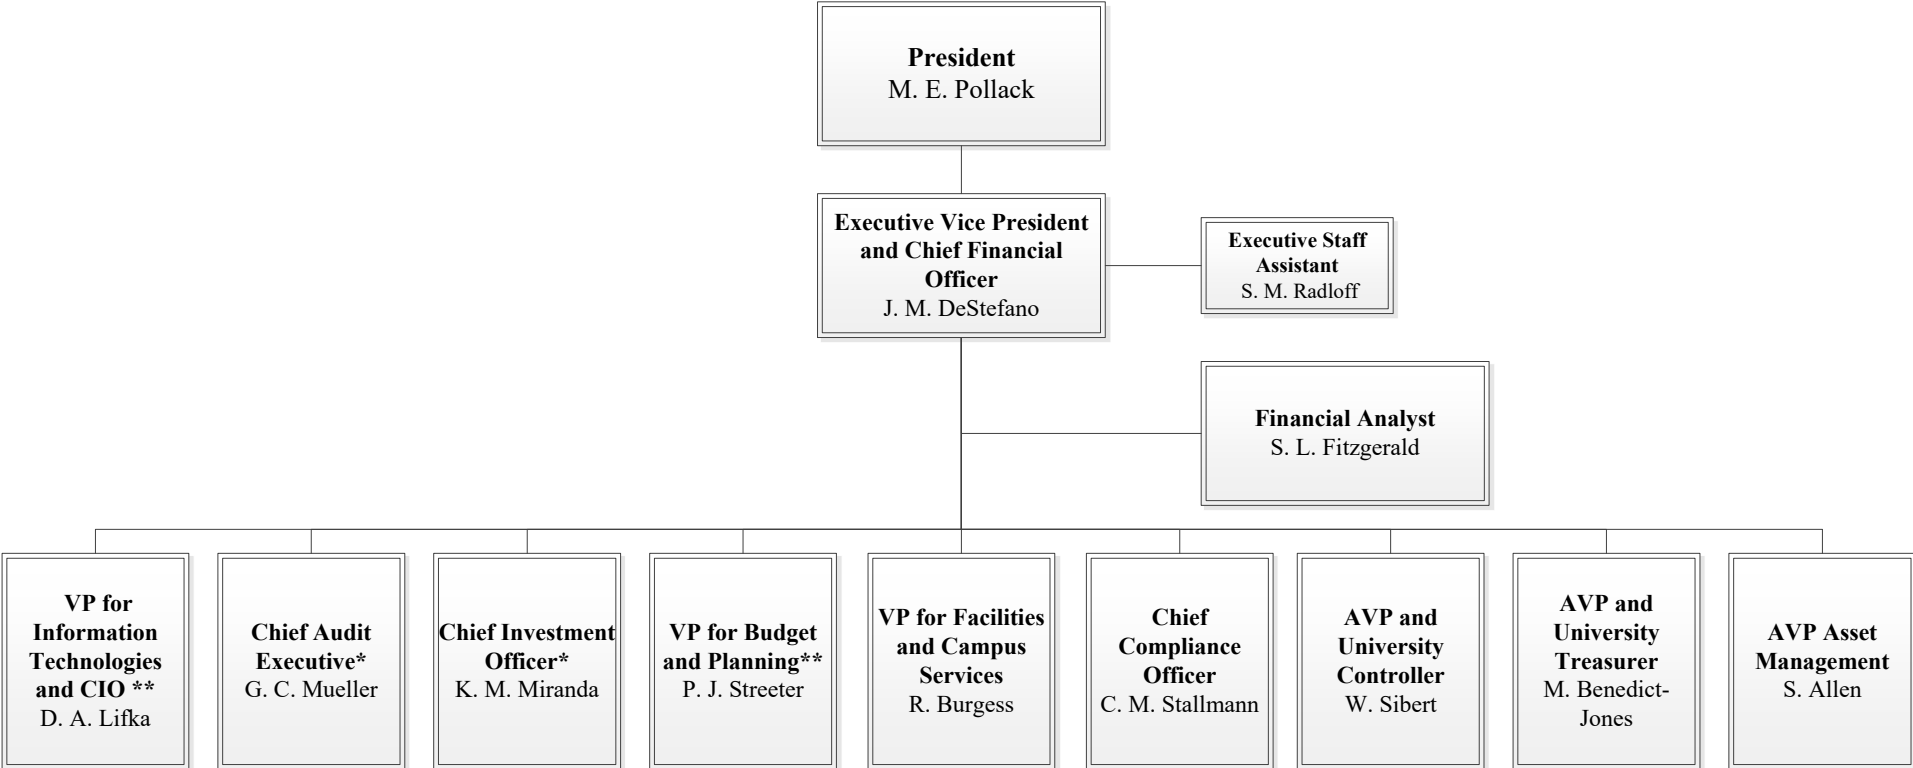 President
M. E. Pollack
Executive Vice President
and Chief Financial
Officer
J. M. DeStefano
Executive Staff
Assistant
S. M. Radloff
Financial Analyst
S. L. Fitzgerald
VP for
Information
Technologies
and CIO **
D. A. Lifka
Chief Audit
Executive*
G. C. Mueller
Chief Investment
Officer*
K. M. Miranda
VP for Budget
and Planning**
P. J. Streeter
VP for Facilities
and Campus
Services
R. Burgess
Chief
Compliance
Officer
C. M. Stallmann
AVP and
University
Controller
W. Sibert
AVP and
University
Treasurer
M. Benedict-
Jones
AVP Asset
Management
S. Allen